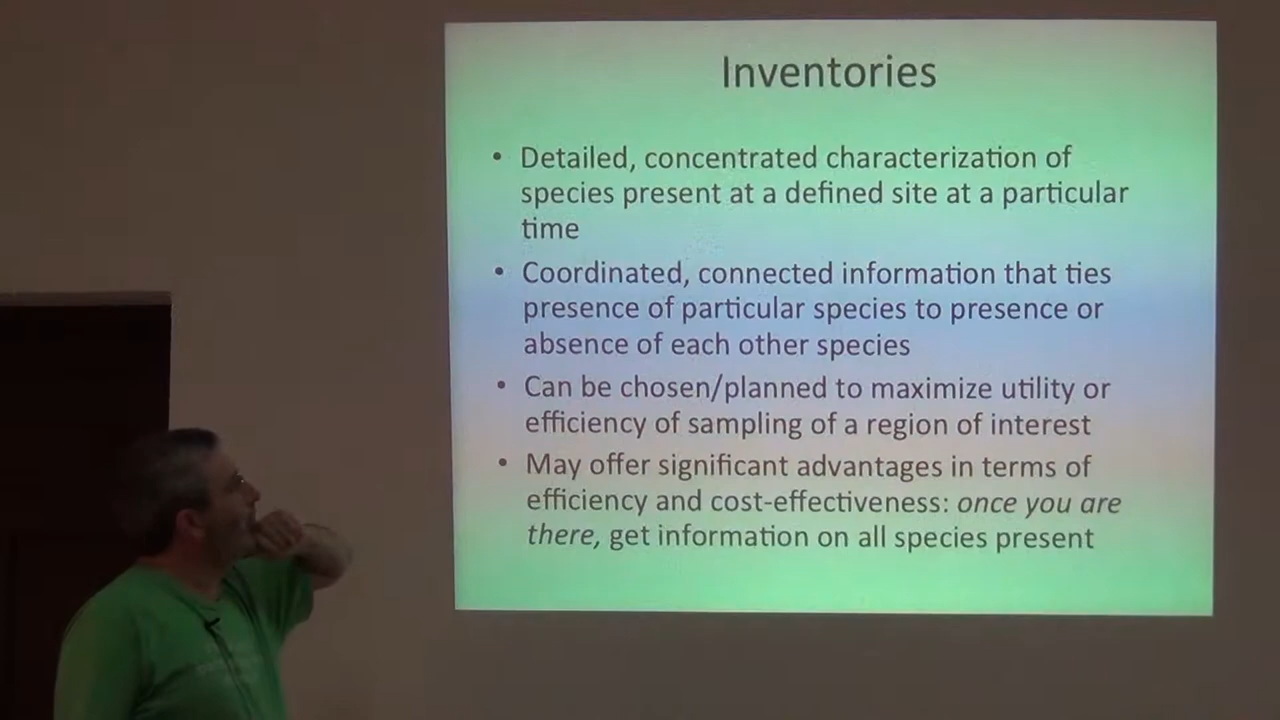 Inventories
• Detailed, concentrated characterization of
species present at a defined site at a particular
time
• Coordinated, connected information that ties
presence of particular species to presence or
absence of each other species
• Can be chosen/planned to maximize utility or
efficiency of sampling of a region of interest
• May offer significant advantages in terms of
efficiency and cost-effectiveness: once you are
there, get information on all species present